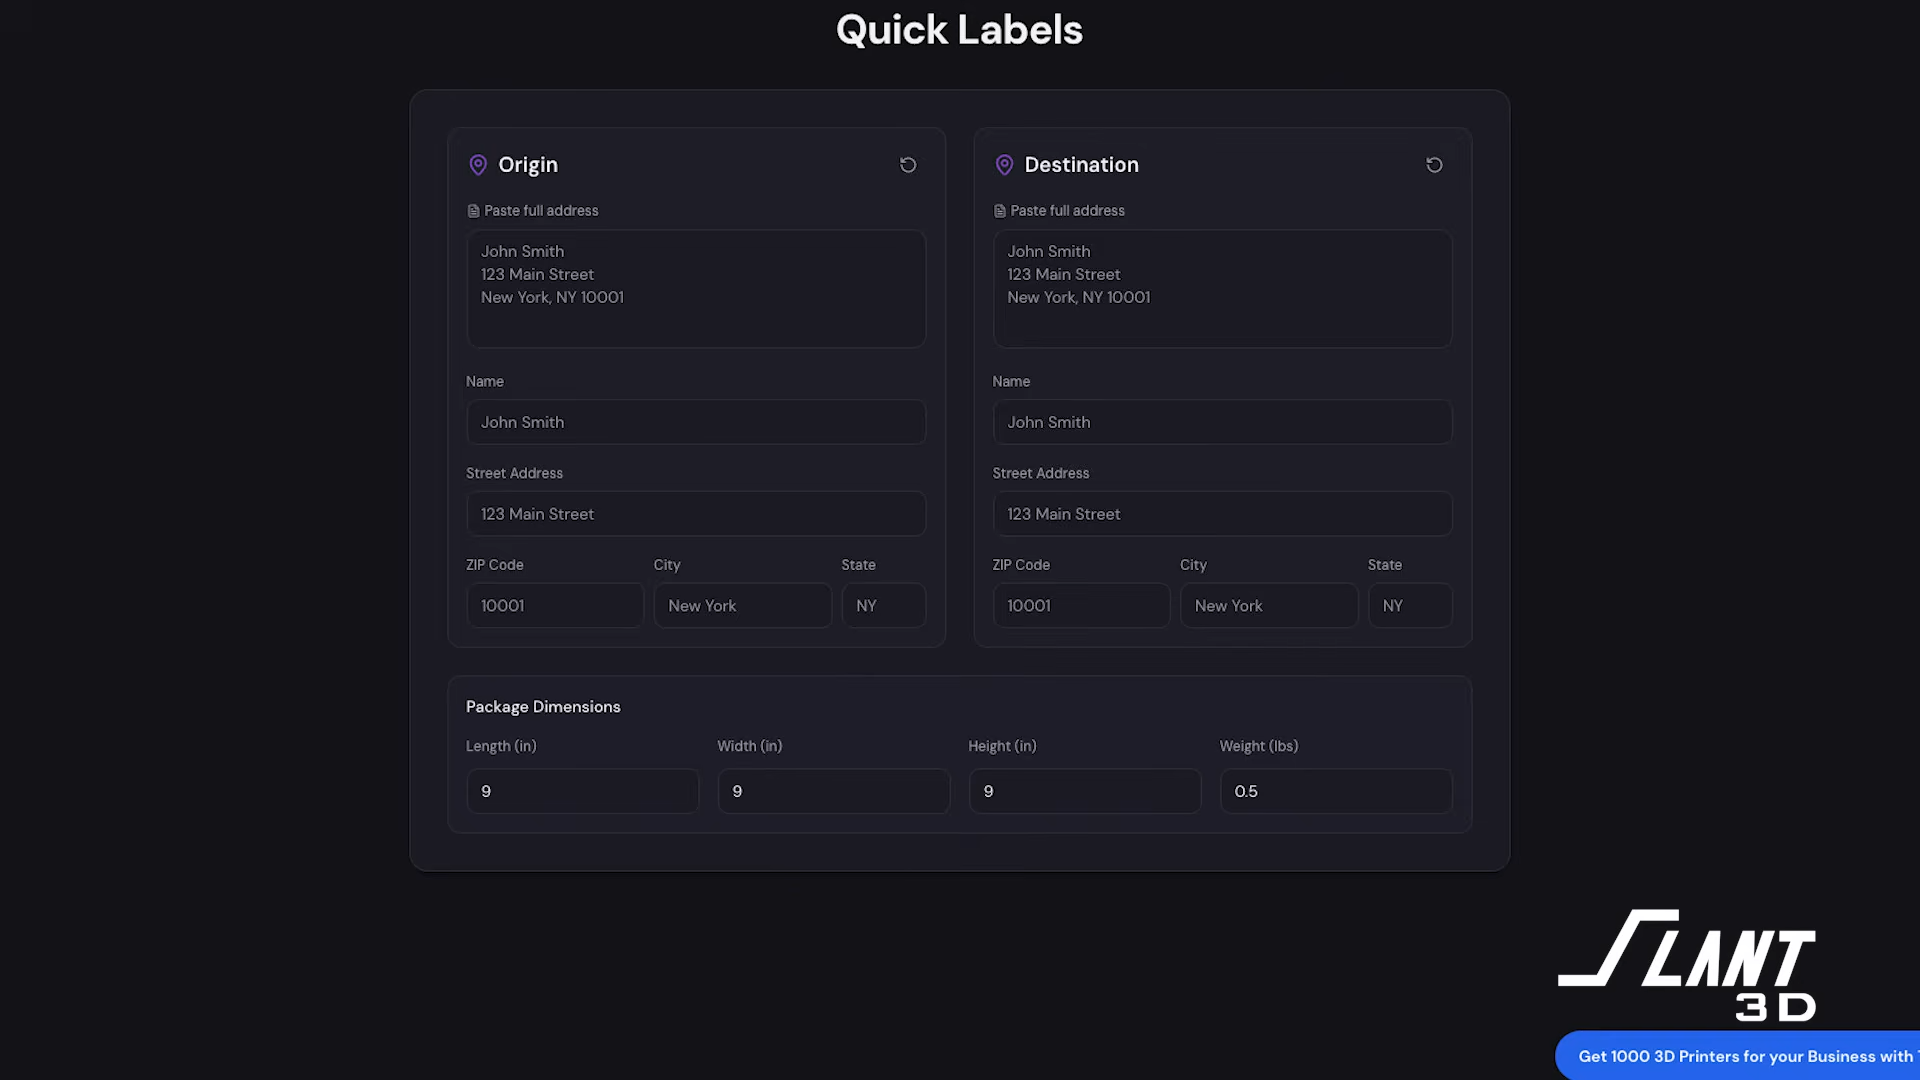 Quick Labels
Origin
Paste full address
John Smith
123 Main Street
New York, NY 10001
Name
John Smith
Street Address
123 Main Street
ZIP Code City State
10001 New York NY
Destination
Paste full address
John Smith
123 Main Street
New York, NY 10001
Name
John Smith
Street Address
123 Main Street
ZIP Code City State
10001 New York NY
Package Dimensions
Length (in) Width (in) Height (in) Weight (lbs)
9 9 9 0.5
SLANT
3D
Get 1000 3D Printers for your Business with